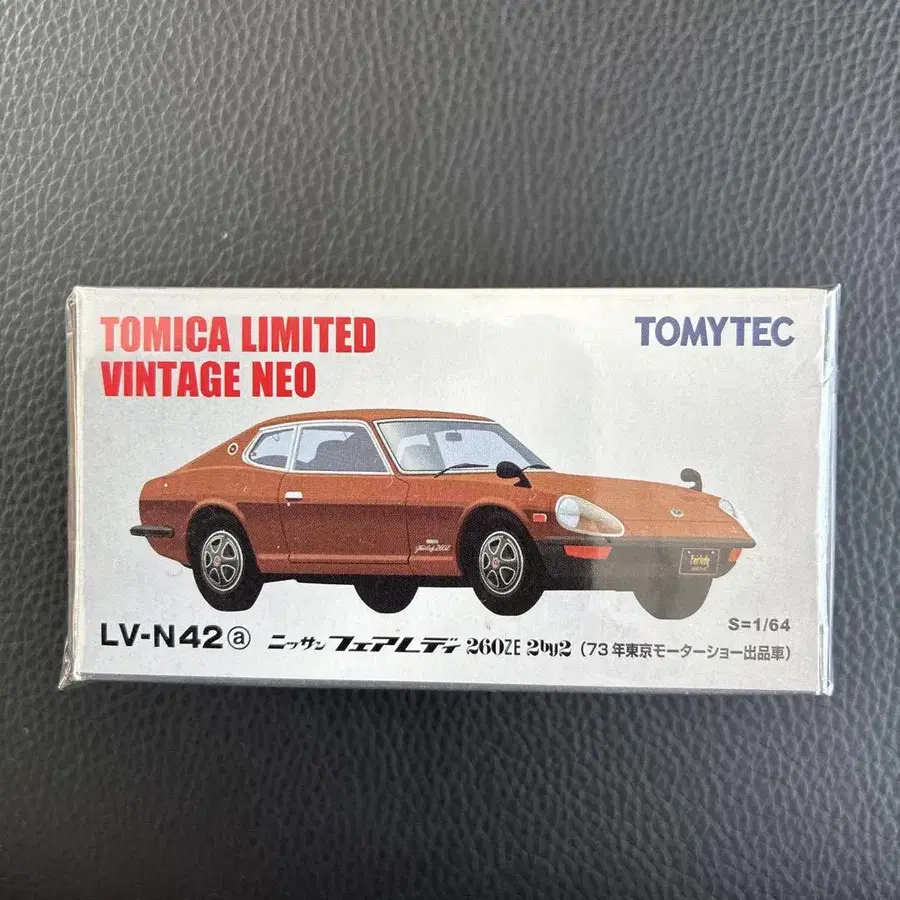 TOMICA LIMITED
VINTAGE NEO
TOMYTEC
S=1/64
LV-N42ⓐ ニッサン フェアレディ 260ZE 2by2 (73年東京モーターショー出品車)